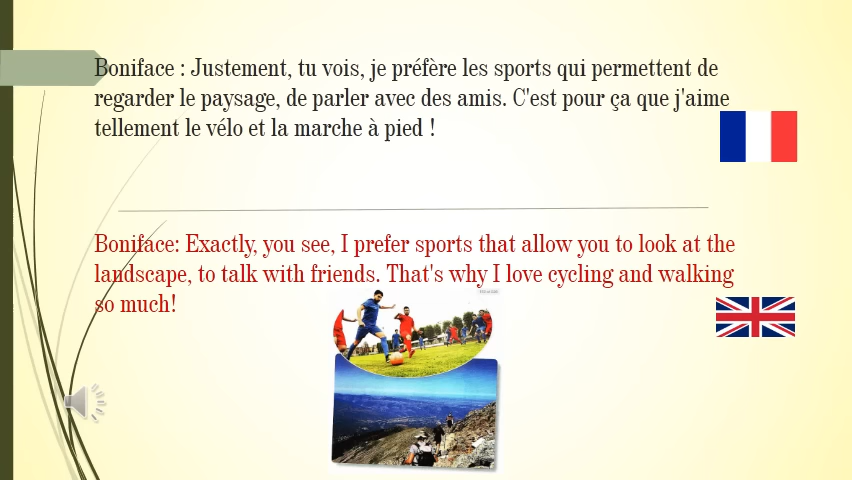 Boniface : Justement, tu vois, je préfère les sports qui permettent de
regarder le paysage, de parler avec des amis. C'est pour ça que j'aime
tellement le vélo et la marche à pied !
Boniface: Exactly, you see, I prefer sports that allow you to look at the
landscape, to talk with friends. That's why I love cycling and walking
so much!